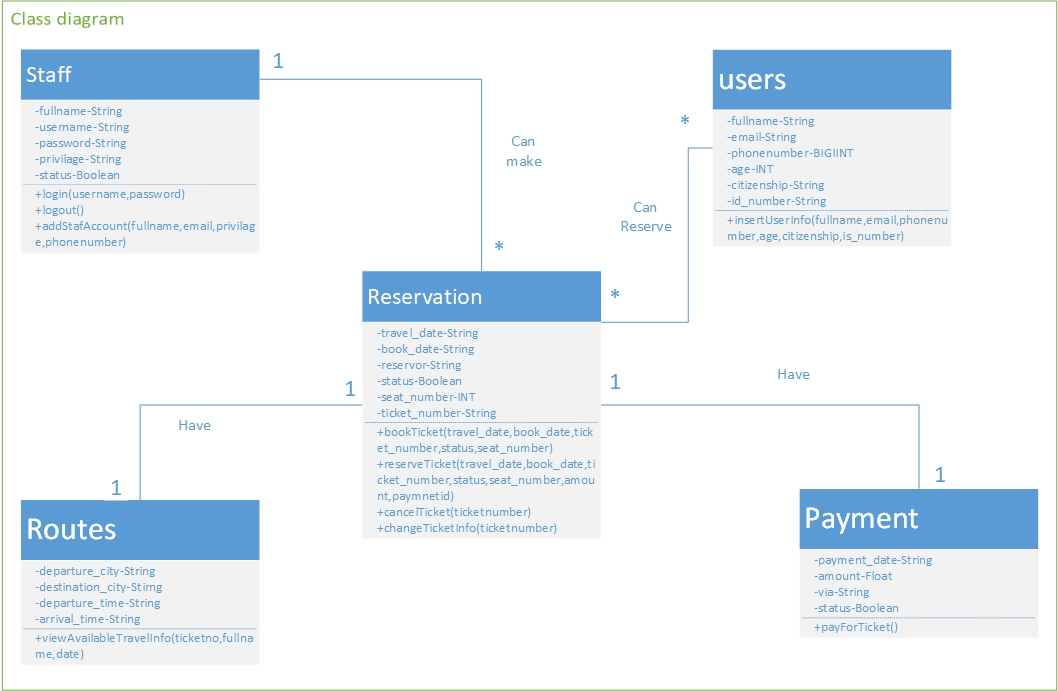 Class diagram
Staff
-fullname-String
-username-String
-password-String
-privilage-String
-status-Boolean
+login(username,password)
+logout()
+addStafAccount(fullname,email,privilag
e,phonenumber)
1
Can
make
*
users
-fullname-String
-email-String
-phonenumber-BIGIINT
-age-INT
-citizenship-String
-id_number-String
+insertUserInfo(fullname,email,phonenu
mber,age,citizenship,is_number)
*
Can
Reserve
*
Reservation
-travel_date-String
-book_date-String
-reservor-String
-status-Boolean
-seat_number-INT
-ticket_number-String
+bookTicket(travel_date,book_date,tick
et_number,status,seat_number)
+reserveTicket(travel_date,book_date,ti
cket_number,status,seat_number,amou
nt,paymnetid)
+cancelTicket(ticketnumber)
+changeTicketInfo(ticketnumber)
1
Have
1
1
Have
1
Routes
-departure_city-String
-destination_city-Stirng
-departure_time-String
-arrival_time-String
+viewAvailableTravelInfo(ticketno,fullna
me,date)
Payment
-payment_date-String
-amount-Float
-via-String
-status-Boolean
+payForTicket()